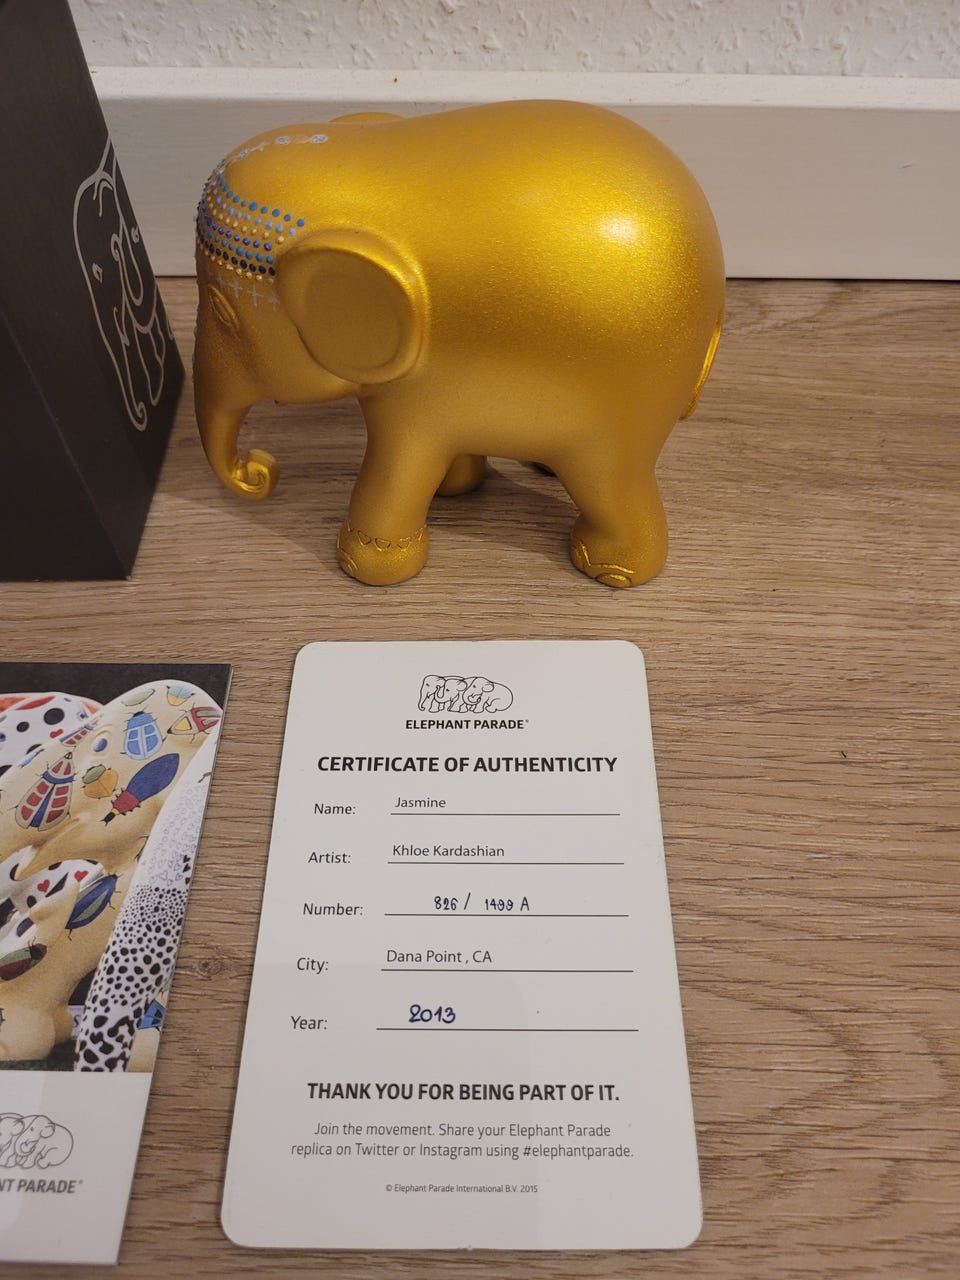 ELEPHANT PARADE®
CERTIFICATE OF AUTHENTICITY
Name: Jasmine
Artist: Khloe Kardashian
Number: 826 / 1499 A
City: Dana Point , CA
Year: 2013
THANK YOU FOR BEING PART OF IT.
Join the movement. Share your Elephant Parade
replica on Twitter or Instagram using #elephantparade.
© Elephant Parade International B.V. 2015
NT PARADE®